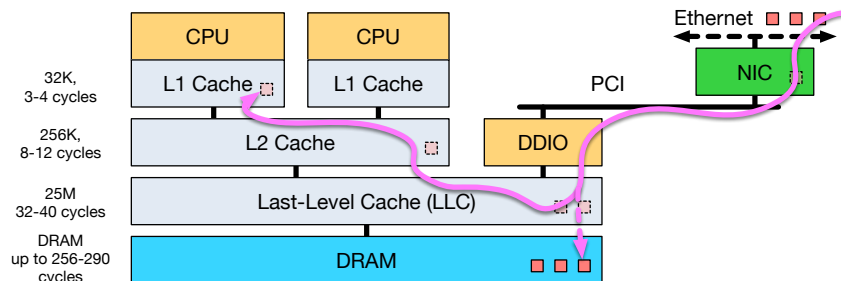 Ethernet
CPU
CPU
NIC
32K,
3-4 cycles
L1 Cache
L1 Cache
PCI
256K,
8-12 cycles
L2 Cache
DDIO
25M
32-40 cycles
Last-Level Cache (LLC)
DRAM
up to 256-290
cycles
DRAM